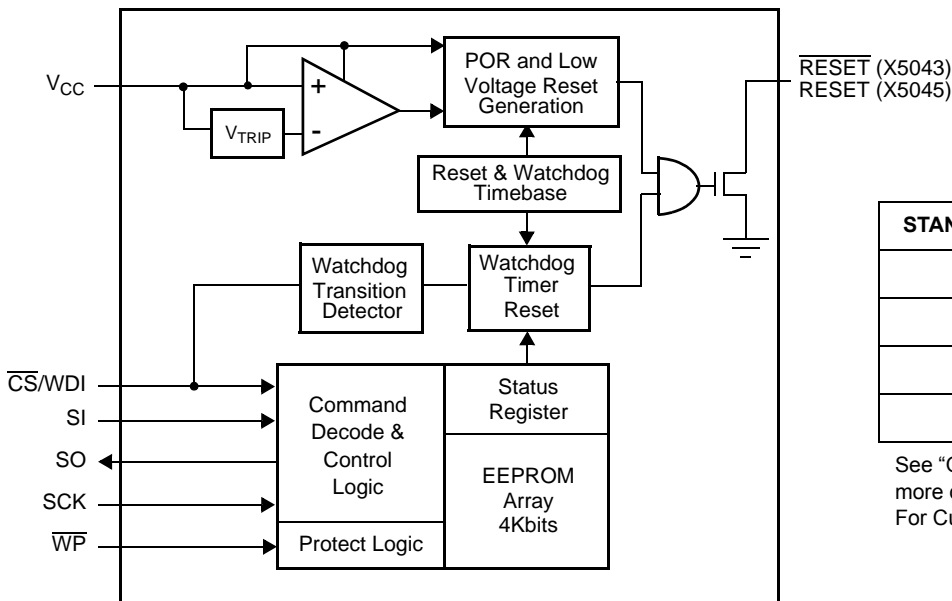 POR and Low
Voltage Reset
Generation
RESET (X5043)
RESET (X5045)
VCC
+
-
VTRIP
Reset & Watchdog
Timebase
Watchdog
Transition
Detector
Watchdog
Timer
Reset
CS/WDI
SI
SO
SCK
WP
Command
Decode &
Control
Logic
Status
Register
EEPROM
Array
4Kbits
Protect Logic
See
more